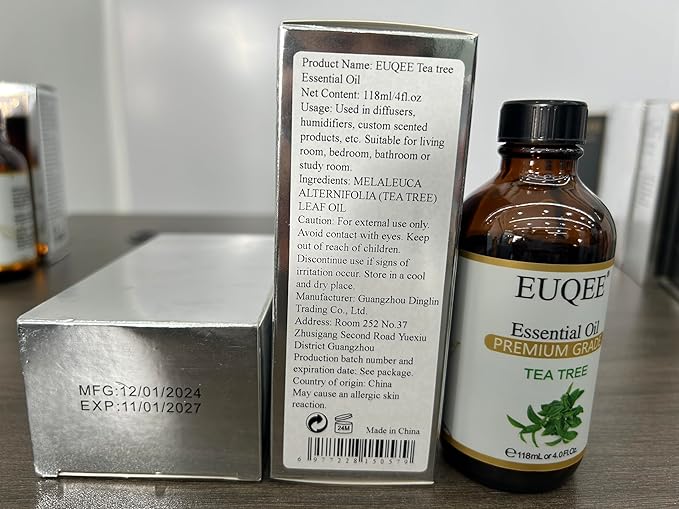 Product Name: EUQEE Tea tree
Essential Oil
Net Content: 118ml/4fl.oz
Usage: Used in diffusers,
humidifiers, custom scented
products, etc. Suitable for living
room, bedroom, bathroom or
study room.
Ingredients: MELALEUCA
ALTERNIFOLIA (TEA TREE)
LEAF OIL
Caution: For external use only.
Avoid contact with eyes. Keep
out of reach of children.
Discontinue use if signs of
irritation occur. Store in a cool
and dry place.
Manufacturer: Guangzhou Dinglin
Trading Co., Ltd.
Address: Room 252 No.37
Zhusigang Second Road Yuexiu
District Guangzhou
Production batch number and
expiration date: See package.
Country of origin: China
May cause an allergic skin
reaction.
24M
Made in China
6 977228 150579
MFG:12/01/2024
EXP:11/01/2027
EUQEE®
Essential Oil
PREMIUM GRADE
TEA TREE
℮118mL or 4.0 Fl.Oz.